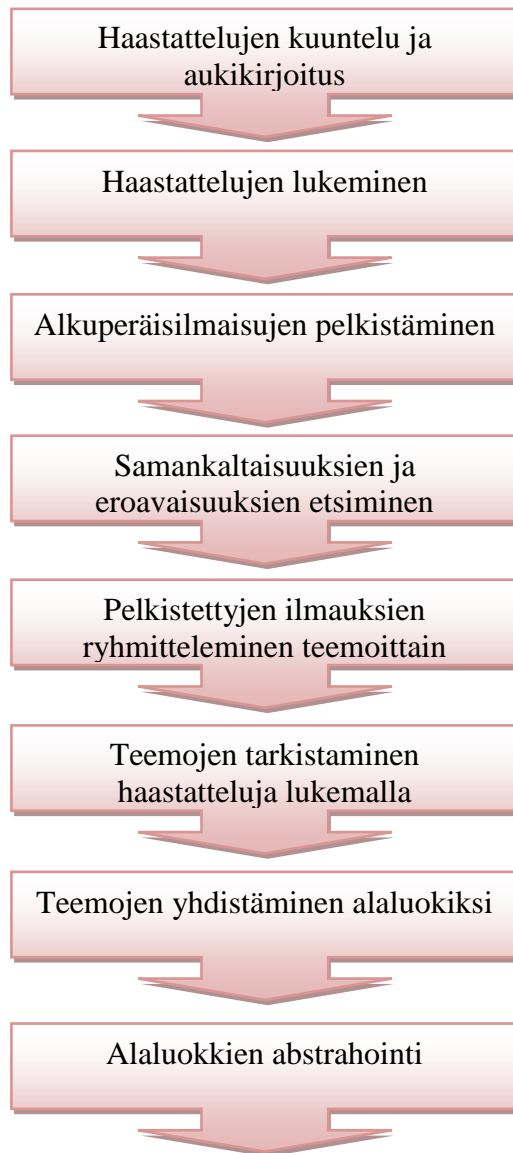 Haastattelujen kuuntelu ja
aukikirjoitus
Haastattelujen lukeminen
Alkuperäisilmaisujen pelkistäminen
Samankaltaisuuksien ja
eroavaisuuksien etsiminen
Pelkistettyjen ilmauksien
ryhmitteleminen teemoittain
Teemojen tarkistaminen
haastatteluja lukemalla
Teemojen yhdistäminen alaluokiksi
Alaluokkien abstrahointi